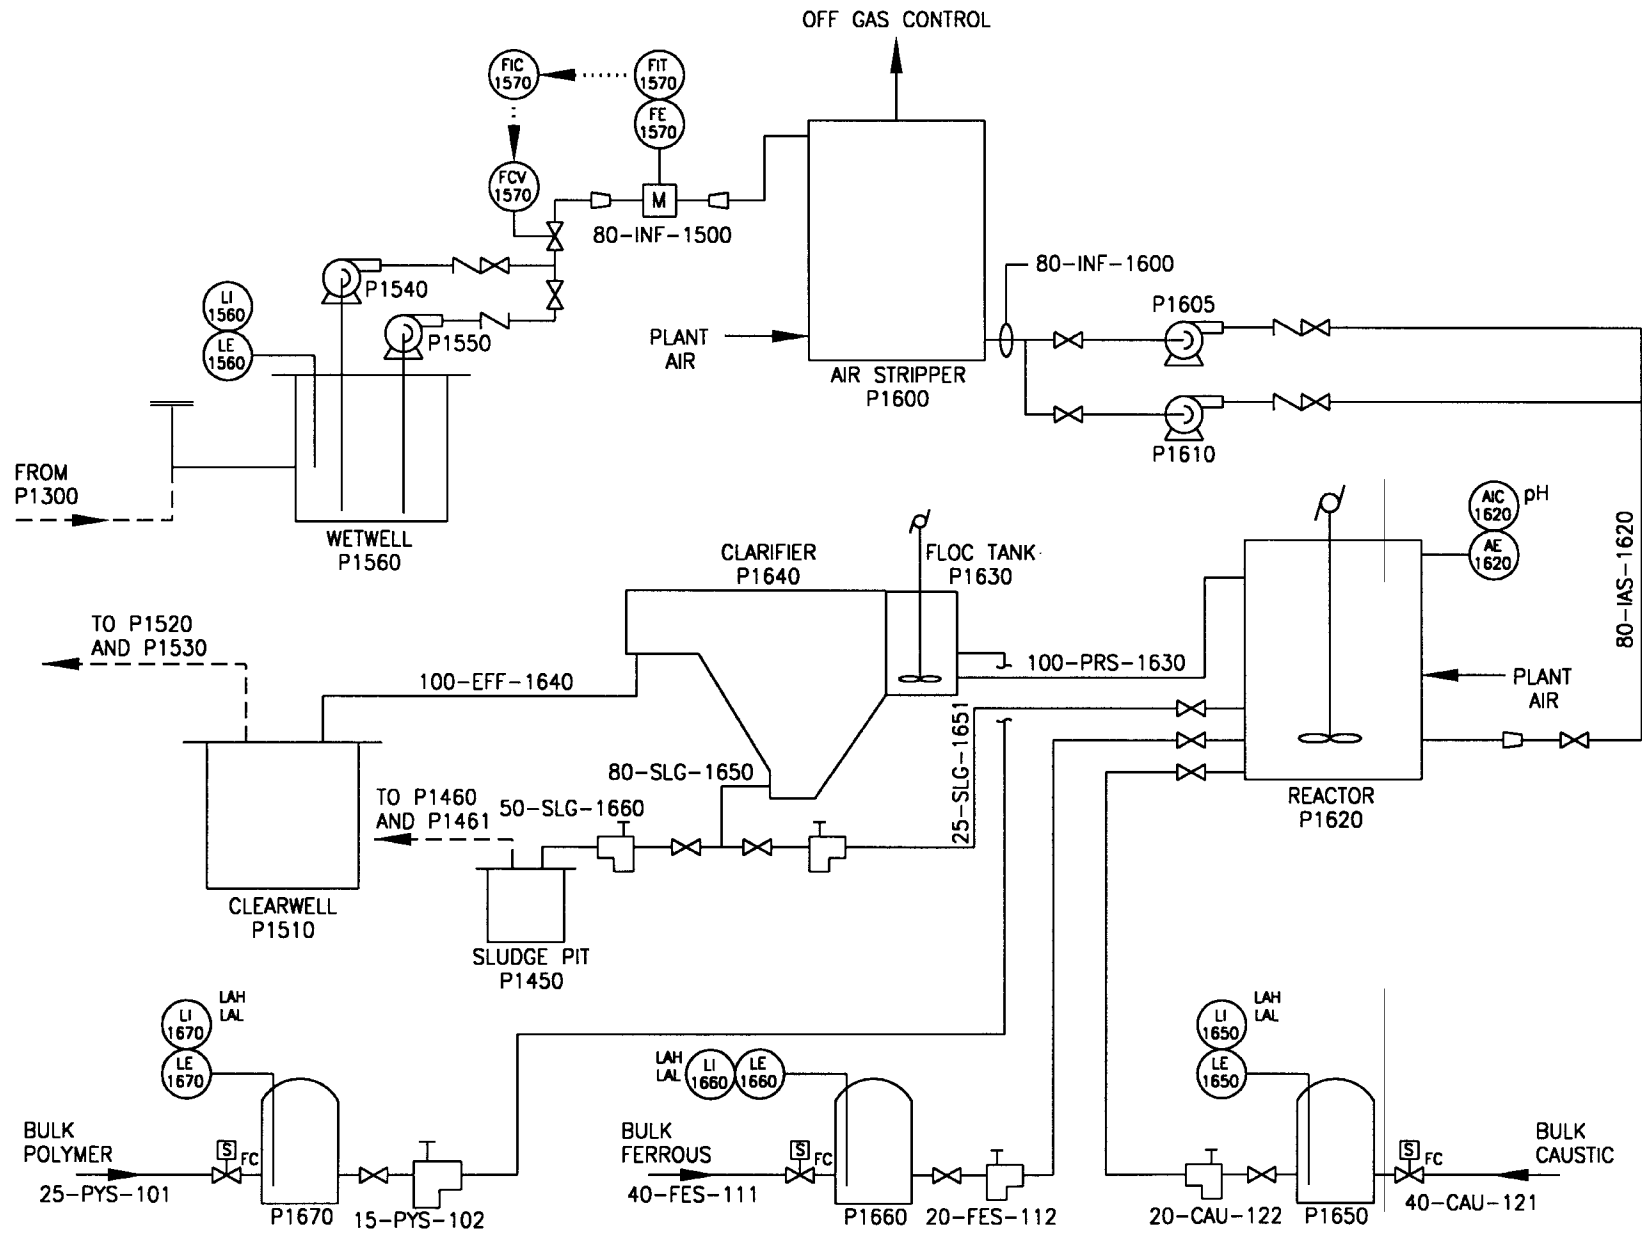 OFF GAS CONTROL
FIC
1570
FIT
1570
FE
1570
FCV
1570
M
80-INF-1500
80-INF-1600
P1540
P1605
LI
1560
P1550
LE
1560
PLANT
AIR
AIR STRIPPER
P1600
P1610
FROM
P1300
AIC
1620
pH
AE
1620
80-IAS-1620
WETWELL
P1560
CLARIFIER
P1640
FLOC TANK
P1630
TO P1520
AND P1530
100-PRS-1630
100-EFF-1640
PLANT
AIR
25-SLG-1651
80-SLG-1650
TO P1460
AND P1461
50-SLG-1660
REACTOR
P1620
CLEARWELL
P1510
SLUDGE PIT
P1450
LI
1670
LAH
LAL
LE
1670
LAH
LAL
LI
1660
LE
1660
LI
1650
LAH
LAL
LE
1650
BULK
POLYMER
S
FC
25-PYS-101
P1670
15-PYS-102
BULK
FERROUS
S
FC
40-FES-111
P1660
20-FES-112
BULK
CAUSTIC
S
FC
20-CAU-122
P1650
40-CAU-121